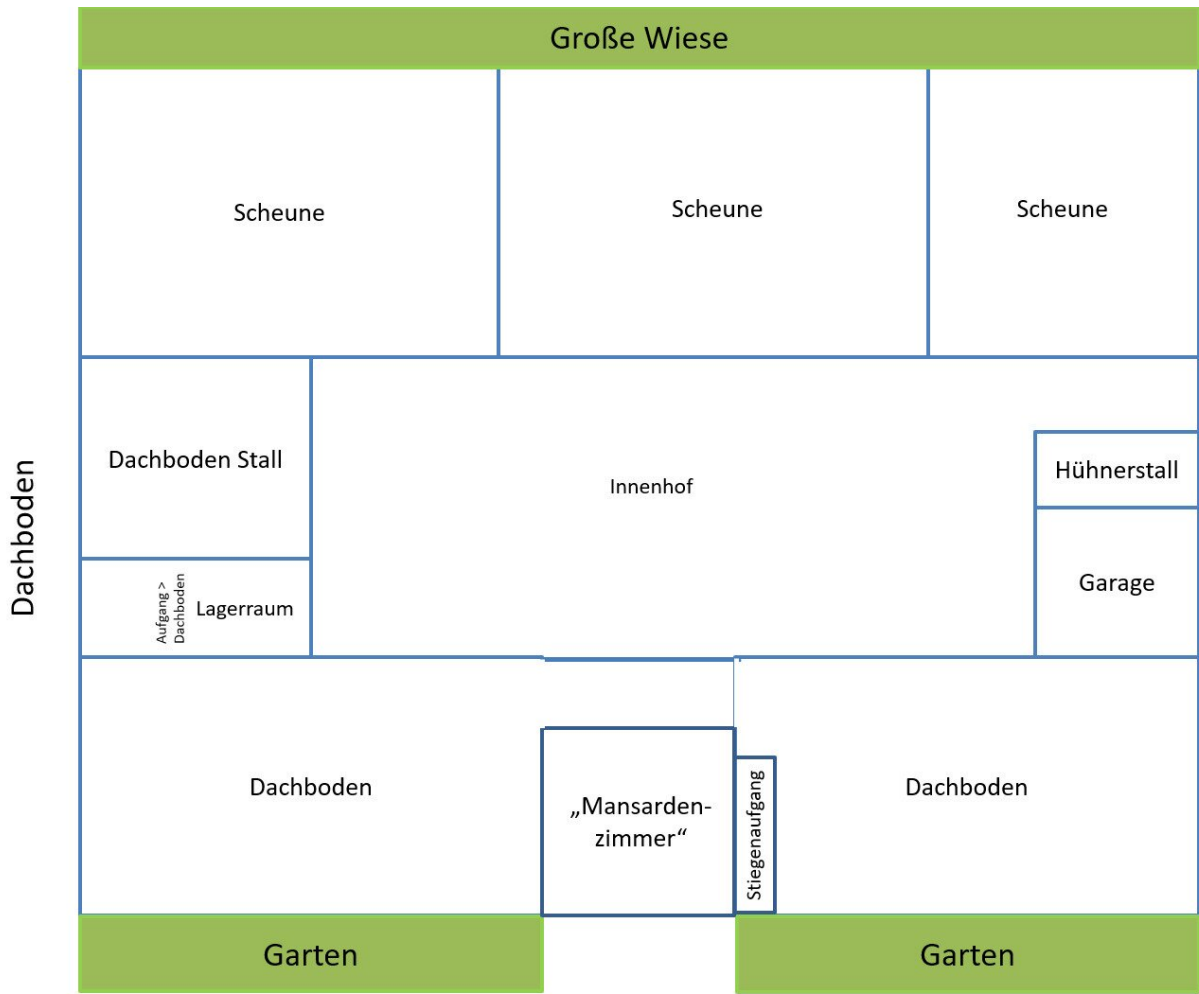 Große Wiese
Scheune
Scheune
Scheune
Dachboden
Dachboden Stall
Innenhof
Hühnerstall
Garage
Aufgang >
Dachboden
Lagerraum
Dachboden
„Mansarden-
zimmer“
Stiegenaufgang
Dachboden
Garten
Garten